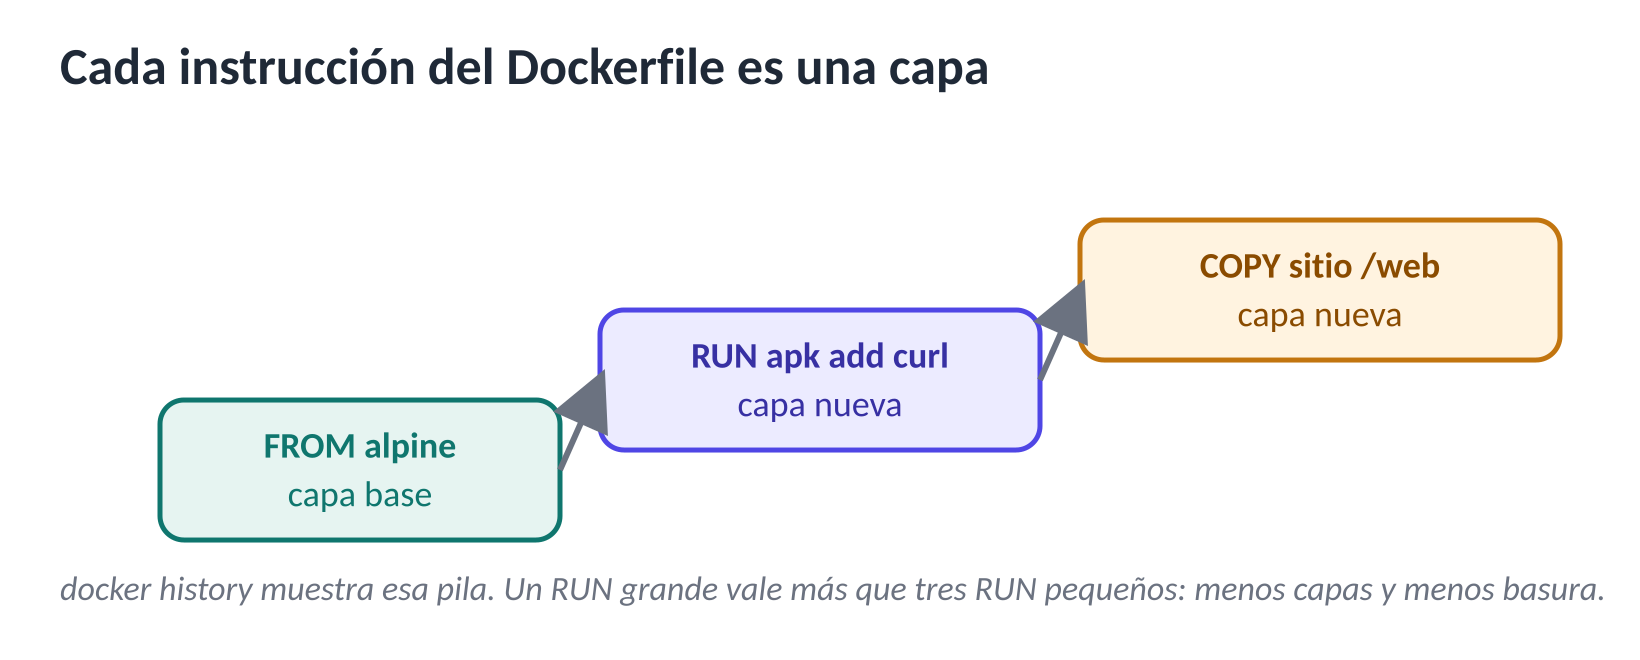 Cada instrucción del Dockerfile es una capa
COPY sitio /web
capa nueva
RUN apk add curl
capa nueva
FROM alpine
capa base
docker history muestra esa pila. Un RUN grande vale más que tres RUN pequeños: menos capas y menos basura.